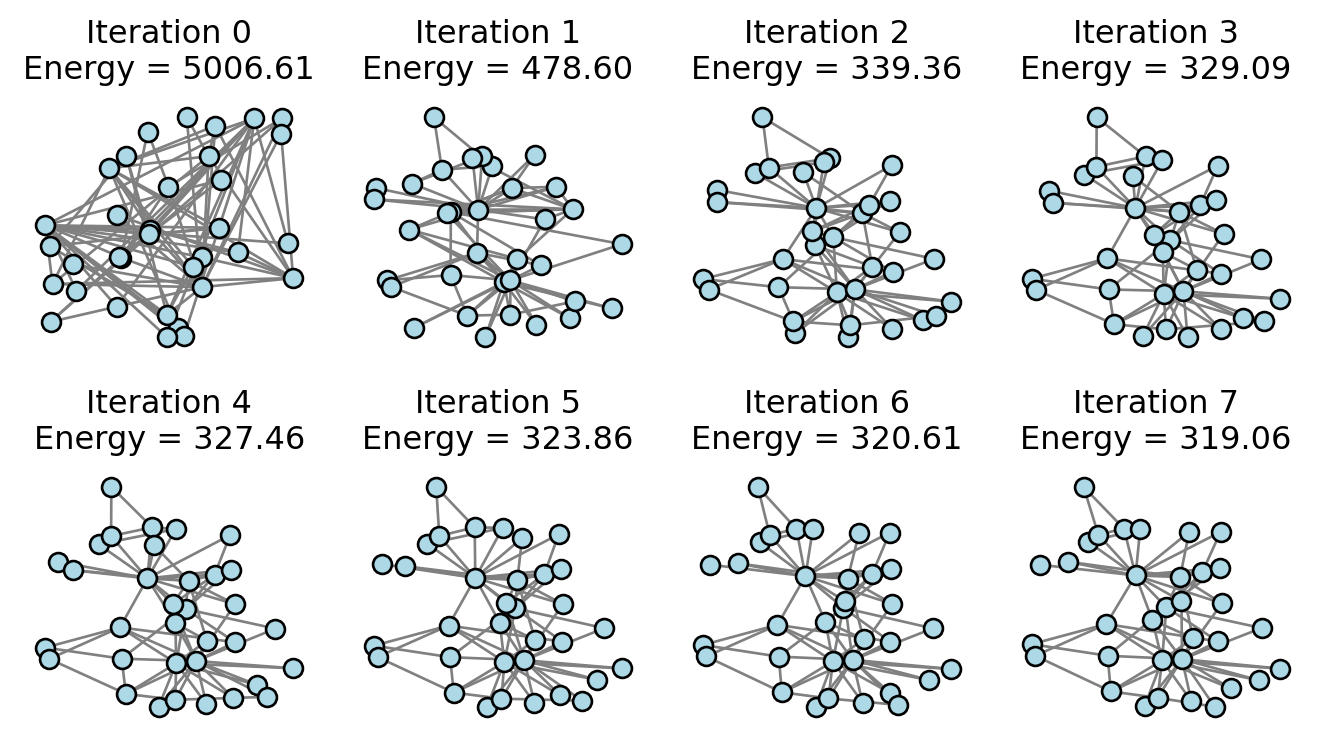 Iteration 0
Energy = 5006.61
Iteration 1
Energy = 478.60
Iteration 2
Energy = 339.36
Iteration 3
Energy = 329.09
Iteration 4
Energy = 327.46
Iteration 5
Energy = 323.86
Iteration 6
Energy = 320.61
Iteration 7
Energy = 319.06